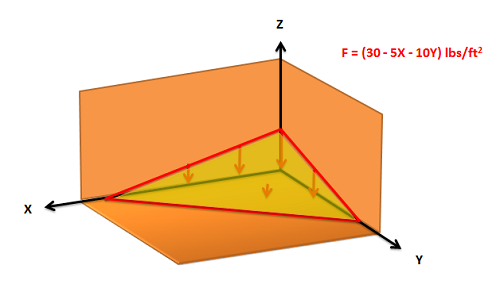 Z
F = (30 - 5X - 10Y) lbs/ft²
X
Y